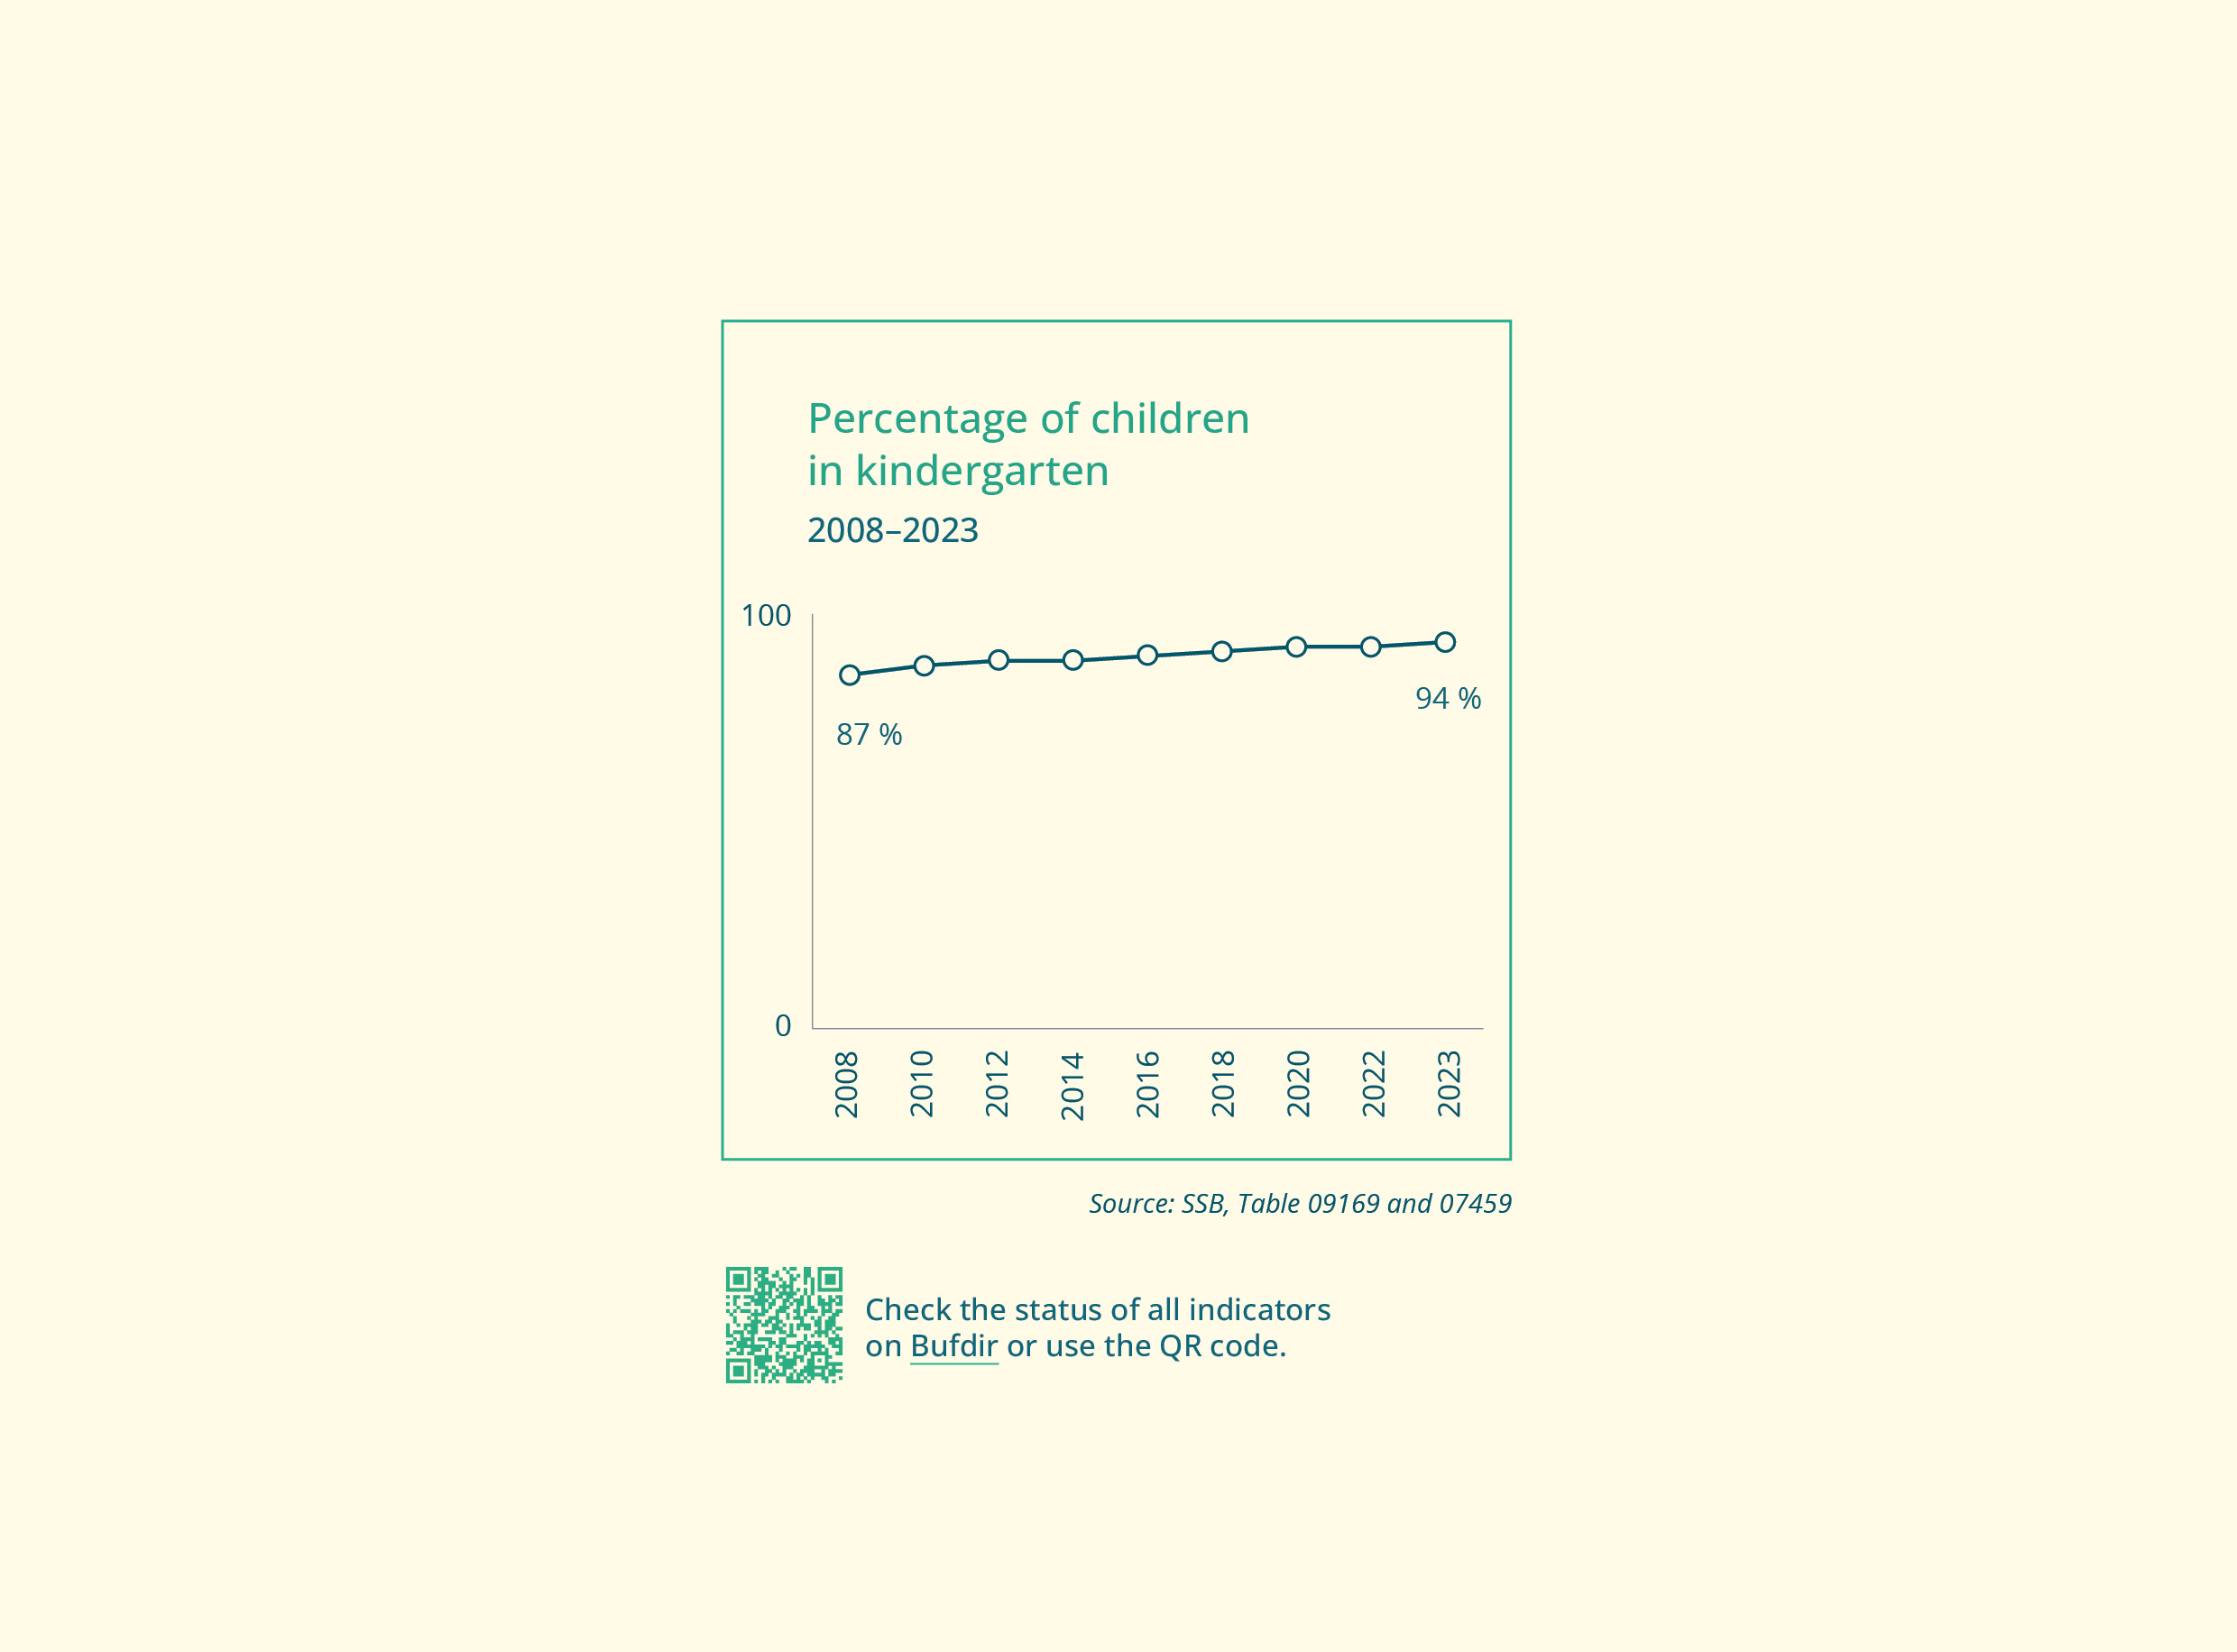 Percentage of children
in kindergarten
2008–2023
100
94 %
87 %
0
2008
2010
2012
2014
2016
2018
2020
2022
2023
Source: SSB, Table 09169 and 07459
Check the status of all indicators
on Bufdir or use the QR code.